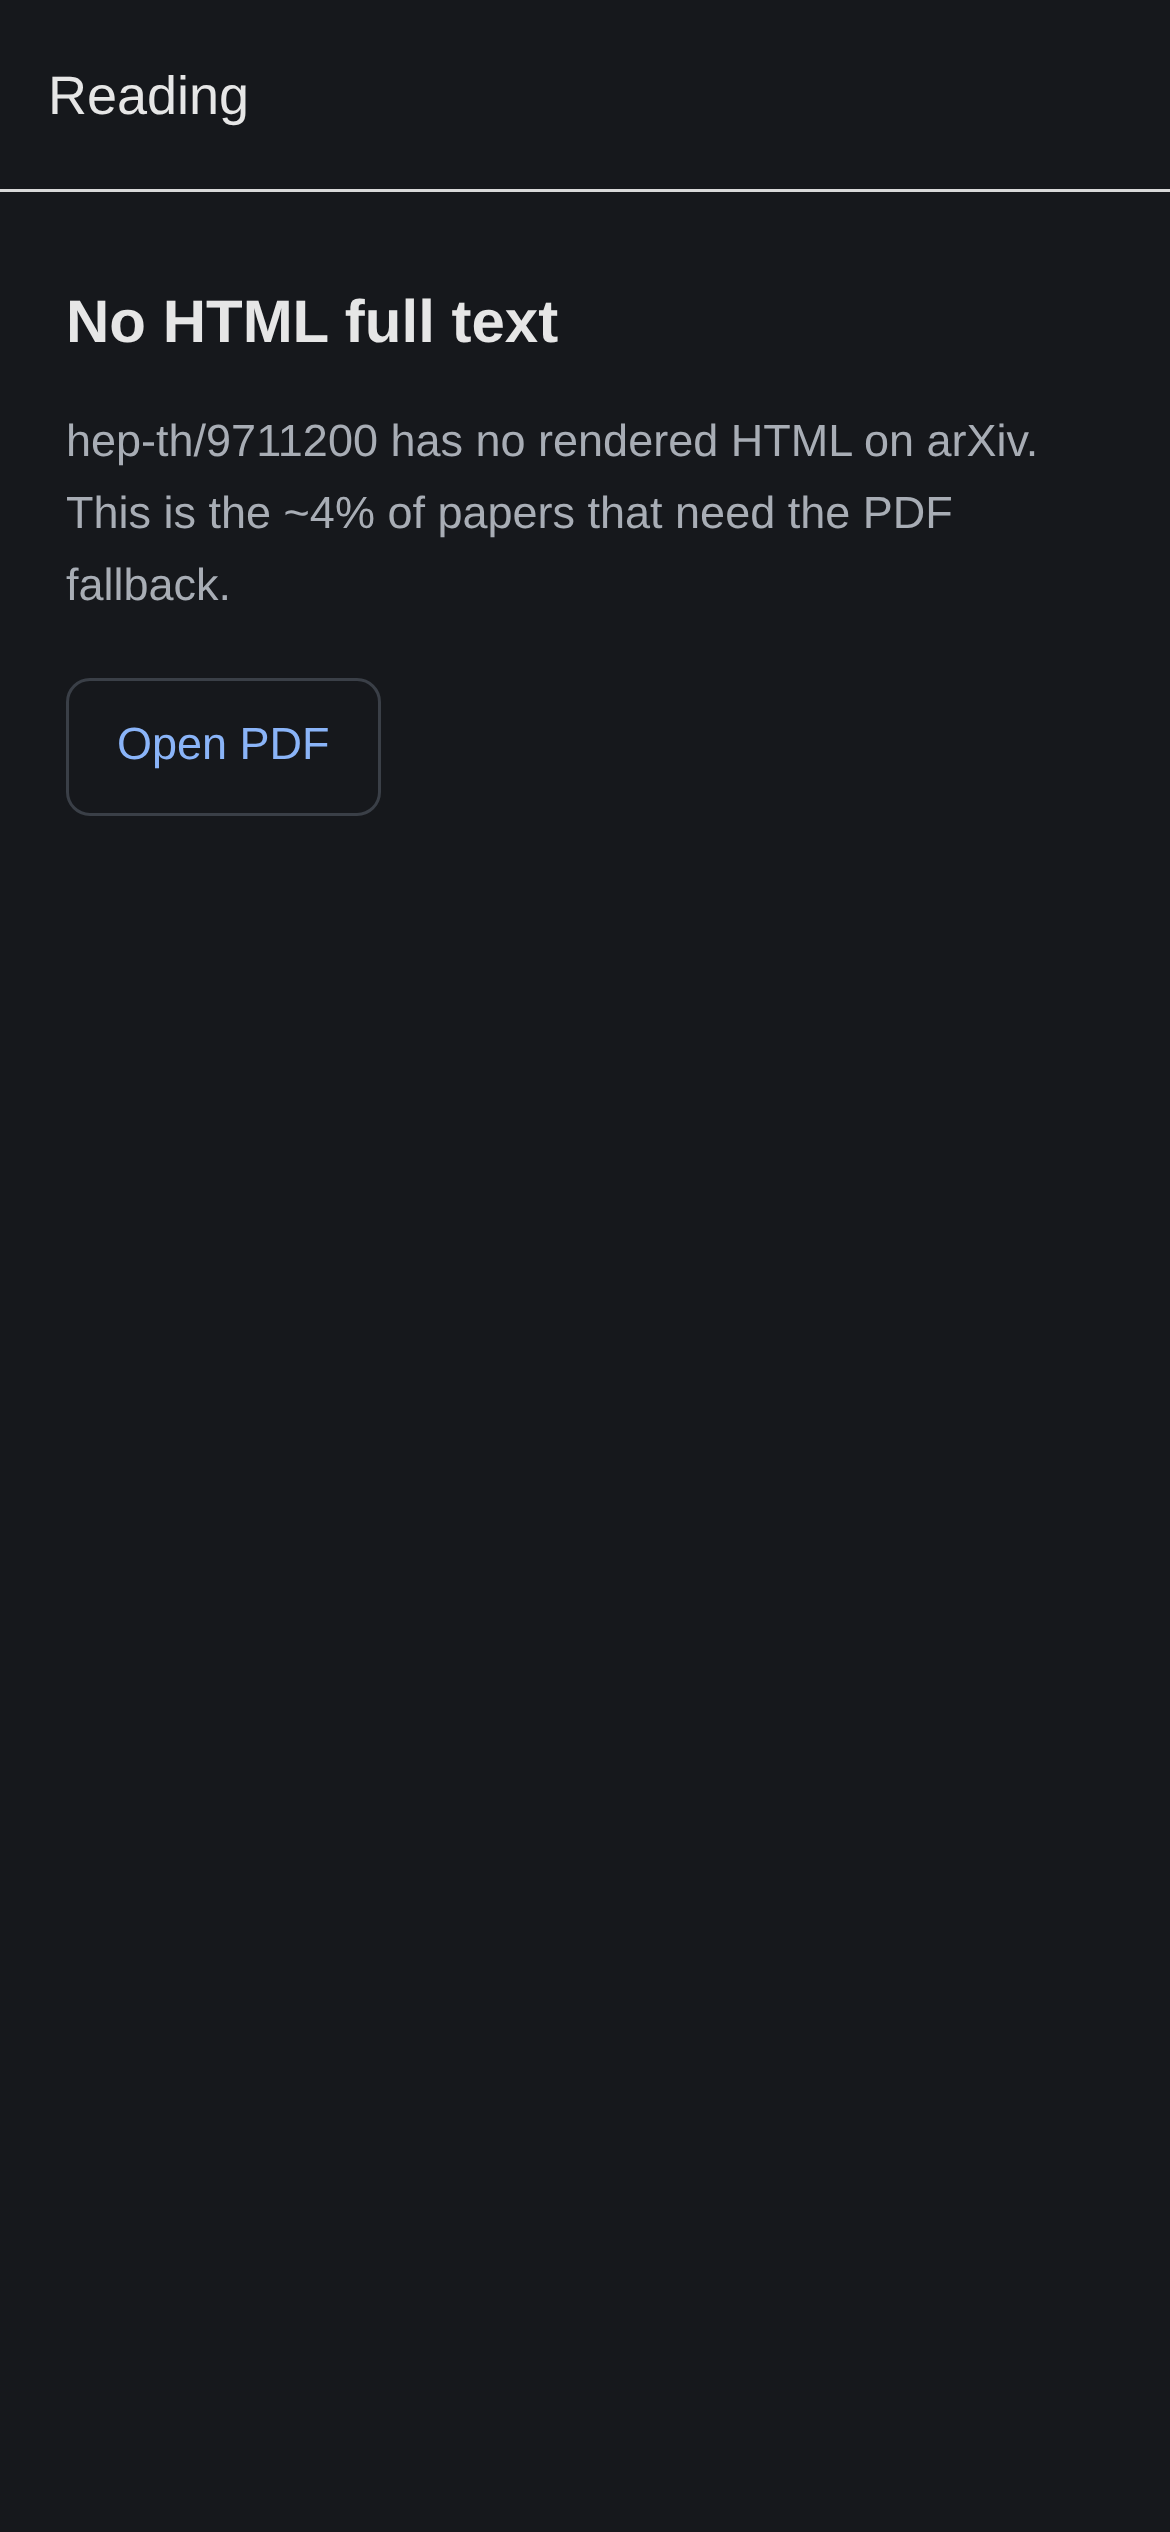 Reading
No HTML full text
hep-th/9711200 has no rendered HTML on arXiv.
This is the ~4% of papers that need the PDF
fallback.
Open PDF